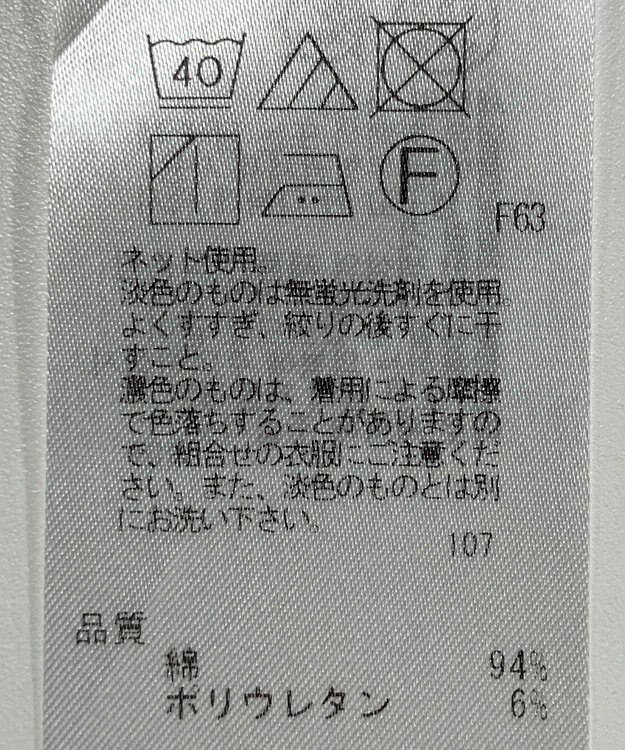 40
F
F63
ネット使用。
淡色のものは無蛍光洗剤を使用。
よくすすぎ、絞りの後すぐに干
すこと。
濃色のものは、着用による摩擦
で色落ちすることがありますの
で、組合せの衣服にご注意くだ
さい。また、淡色のものとは別
にお洗い下さい。
107
品質
綿 94%
ポリウレタン 6%